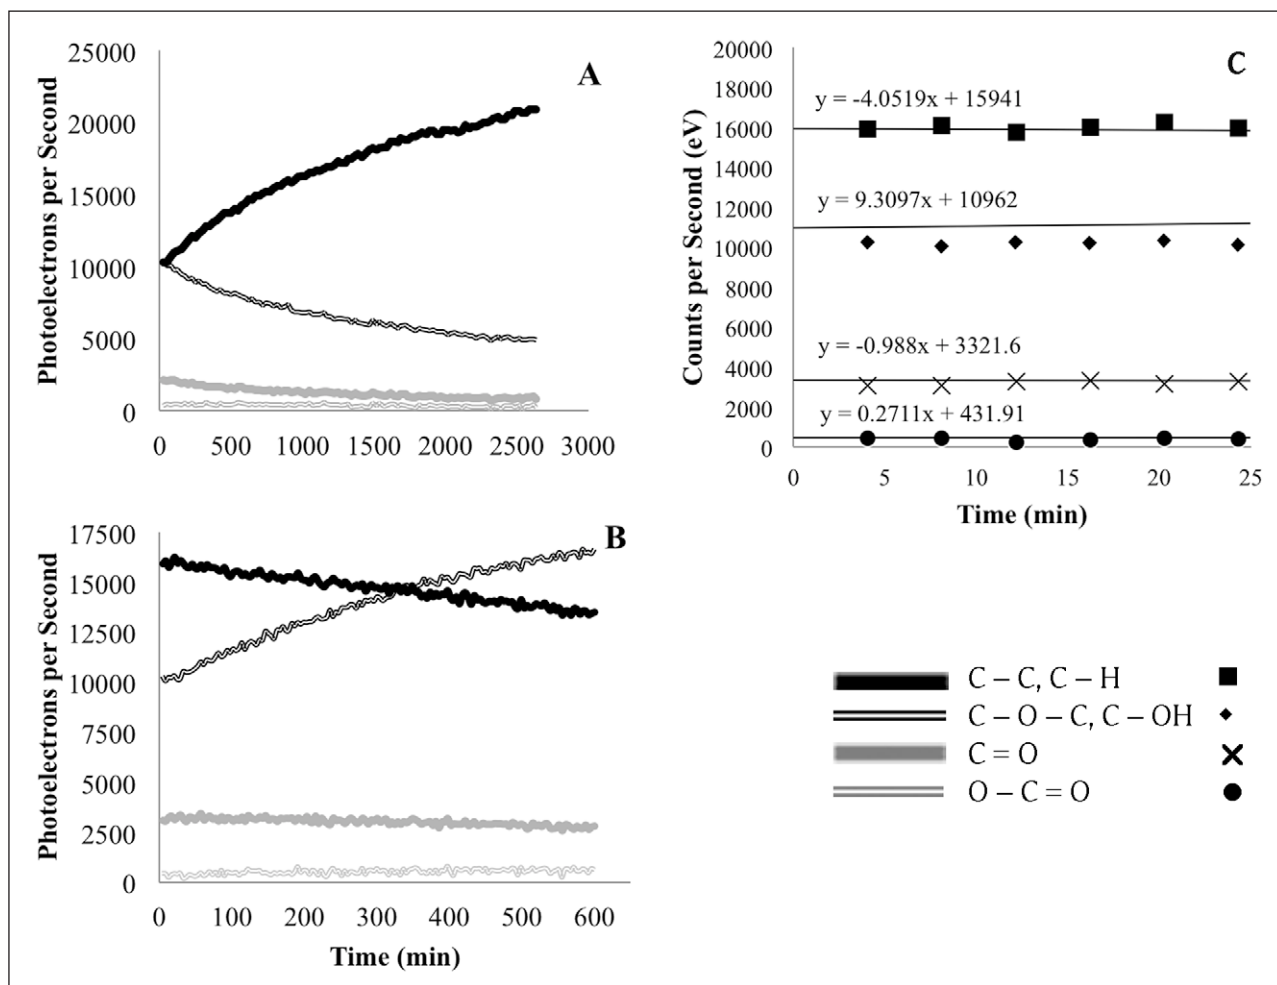 A
25000
20000
15000
10000
5000
0
Photoelectrons per Second
0 500 1000 1500 2000 2500 3000
B
17500
15000
12500
10000
7500
5000
2500
0
Photoelectrons per Second
0 100 200 300 400 500 600
Time (min)
C
20000
18000
16000
14000
12000
10000
8000
6000
4000
2000
0
Counts per Second (eV)
y = -4.0519x + 15941
y = 9.3097x + 10962
y = -0.988x + 3321.6
y = 0.2711x + 431.91
0 5 10 15 20 25
Time (min)
C – C, C – H
C – O – C, C – OH
C = O
O – C = O